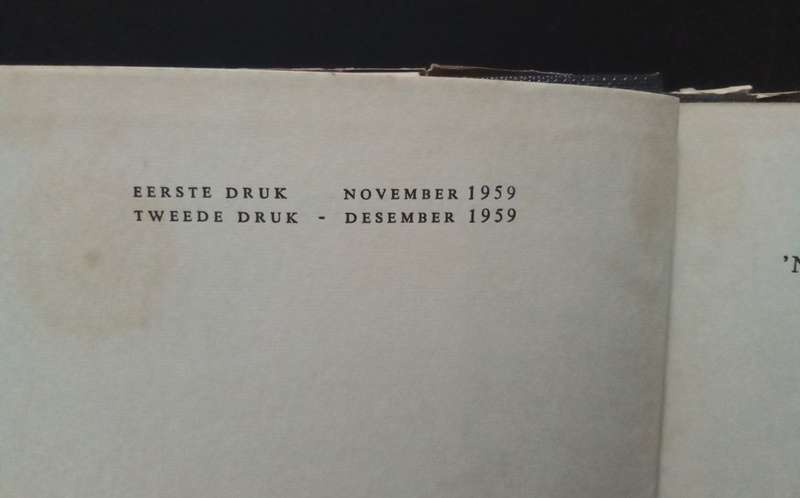 EERSTE DRUK NOVEMBER 1959
TWEEDE DRUK - DESEMBER 1959
'N